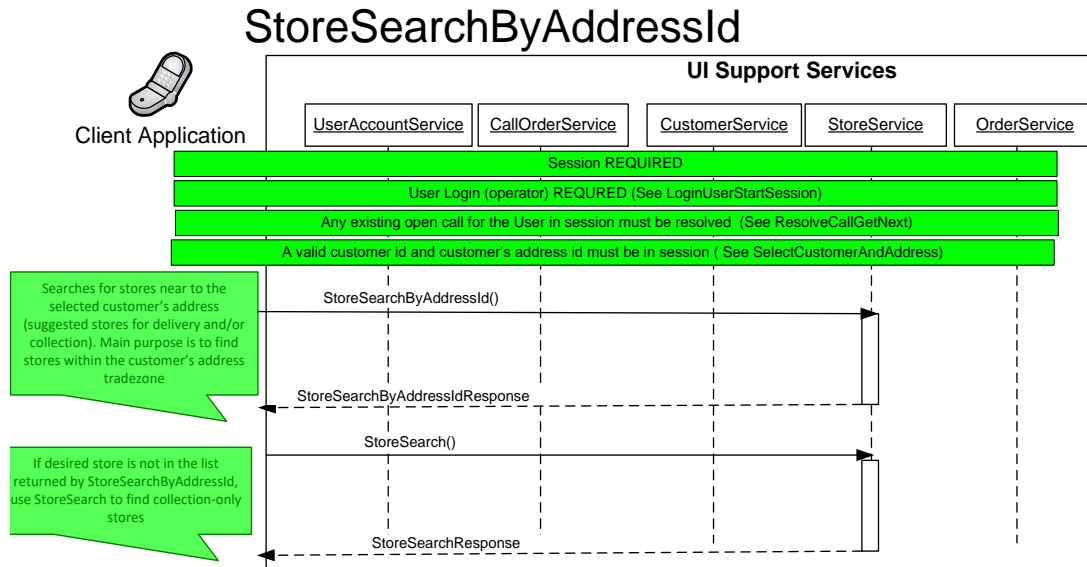 StoreSearchByAddressId
UI Support Services
Client Application
UserAccountService
CallOrderService
CustomerService
StoreService
OrderService
Session REQUIRED
User Login (operator) REQURED (See LoginUserStartSession)
Any existing open call for the User in session must be resolved (See ResolveCallGetNext)
A valid customer id and customer's address id must be in session ( See SelectCustomerAndAddress)
Searches for stores near to the
selected customer's address
(suggested stores for delivery and/or
collection). Main purpose is to find
stores within the customer's address
tradezone
StoreSearchByAddressId()
StoreSearchByAddressIdResponse
StoreSearch()
If desired store is not in the list
returned by StoreSearchByAddressId,
use StoreSearch to find collection-only
stores
StoreSearchResponse